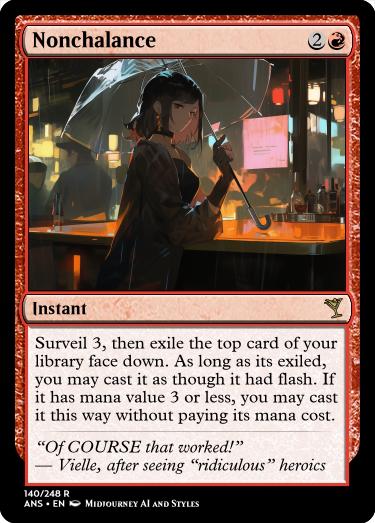 Nonchalance 2
Instant
Surveil 3, then exile the top card of your
library face down. As long as its exiled,
you may cast it as though it had flash. If
it has mana value 3 or less, you may cast
it this way without paying its mana cost.
“Of COURSE that worked!”
— Vielle, after seeing “ridiculous” heroics
140/248 R
ANS • EN Midjourney AI and Styles